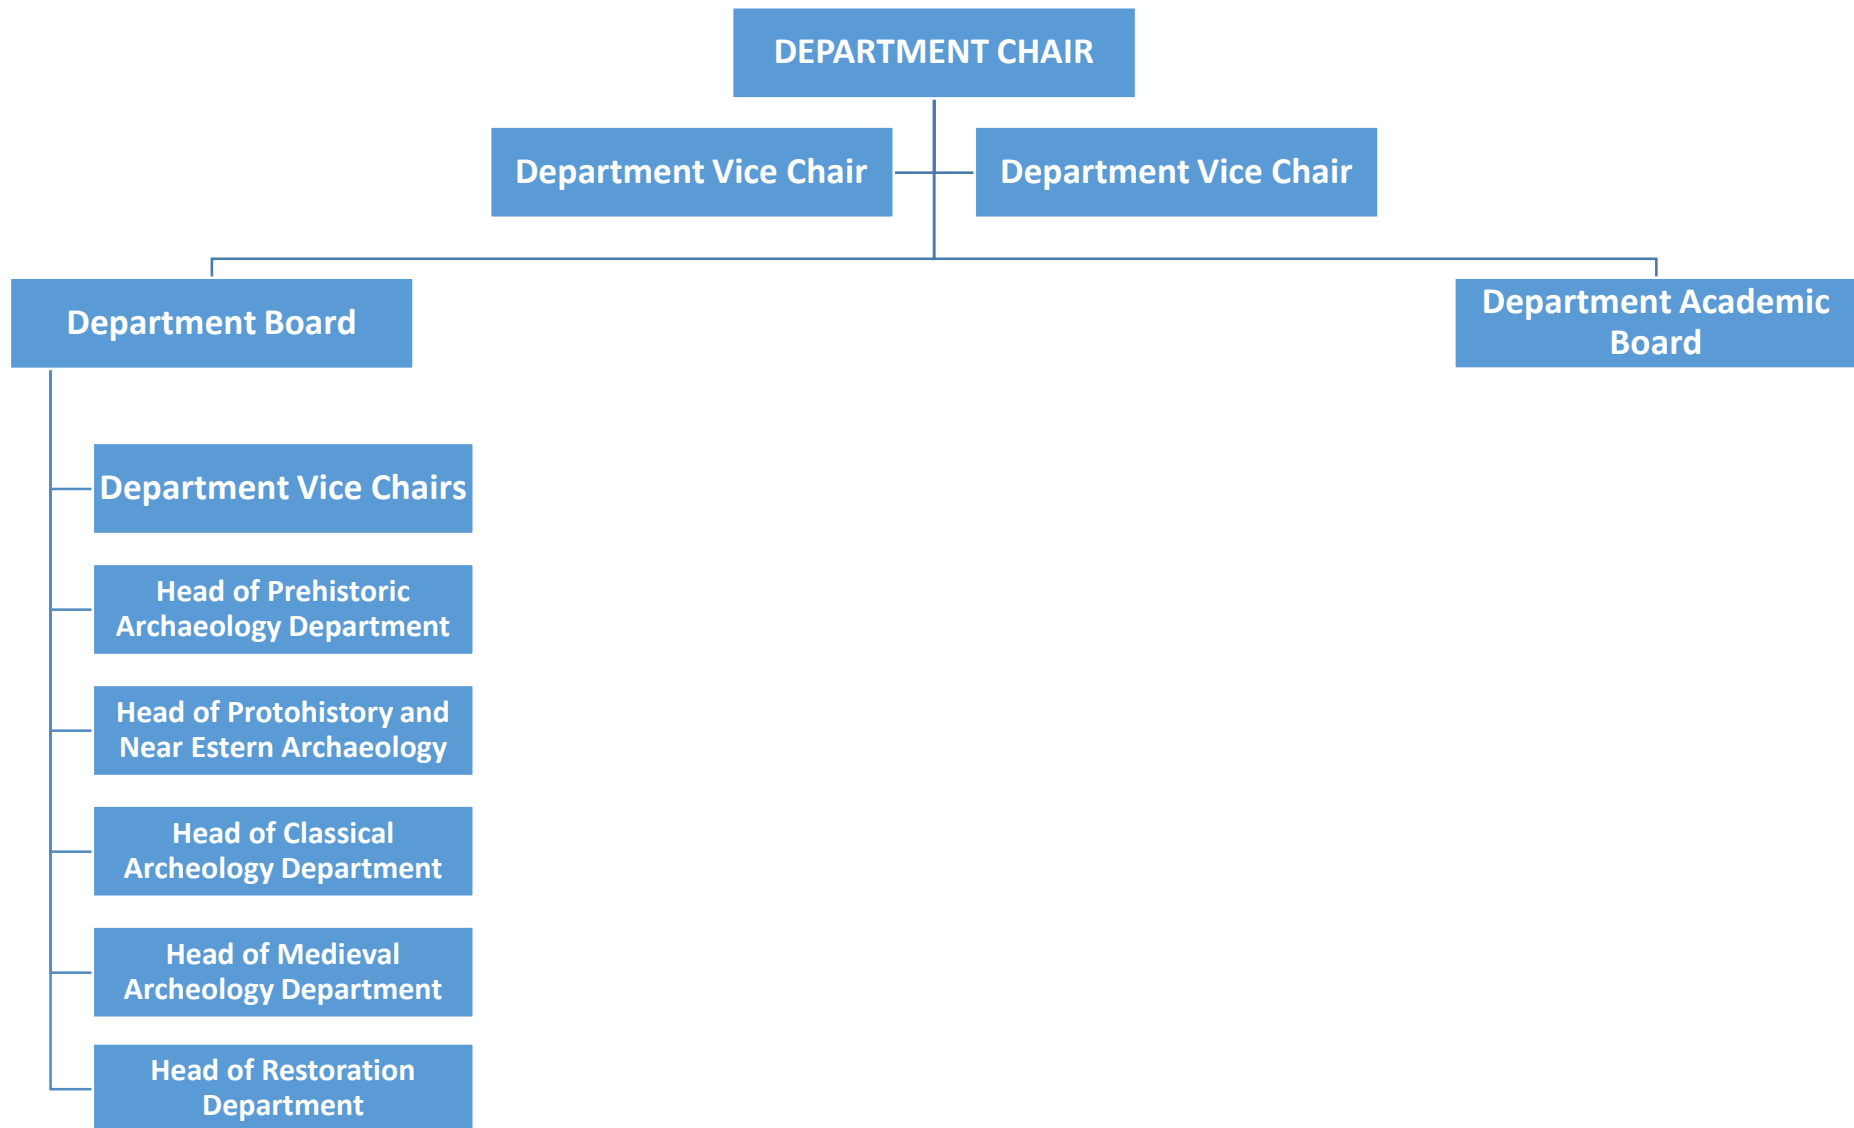 DEPARTMENT CHAIR
Department Vice Chair
Department Vice Chair
Department Board
Department Academic
Board
Department Vice Chairs
Head of Prehistoric
Archaeology Department
Head of Protohistory and
Near Estern Archaeology
Head of Classical
Archeology Department
Head of Medieval
Archeology Department
Head of Restoration
Department